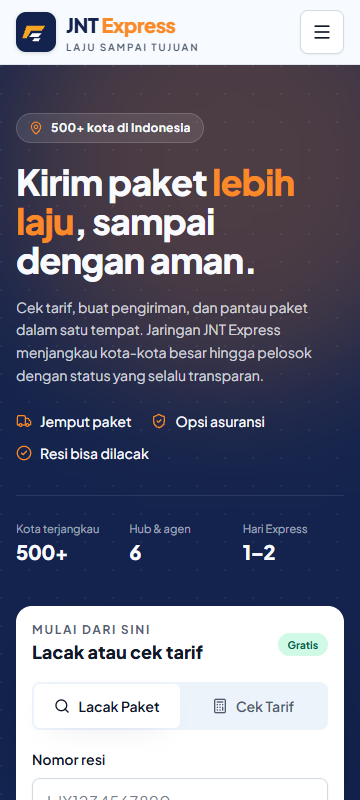 JNT Express
LAJU SAMPAI TUJUAN
500+ kota di Indonesia
Kirim paket lebih
laju, sampai
dengan aman.
Cek tarif, buat pengiriman, dan pantau paket
dalam satu tempat. Jaringan JNT Express
menjangkau kota-kota besar hingga pelosok
dengan status yang selalu transparan.
Jemput paket
Opsi asuransi
Resi bisa dilacak
Kota terjangkau
Hub & agen
Hari Express
500+
6
1–2
MULAI DARI SINI
Lacak atau cek tarif
Gratis
Lacak Paket
Cek Tarif
Nomor resi